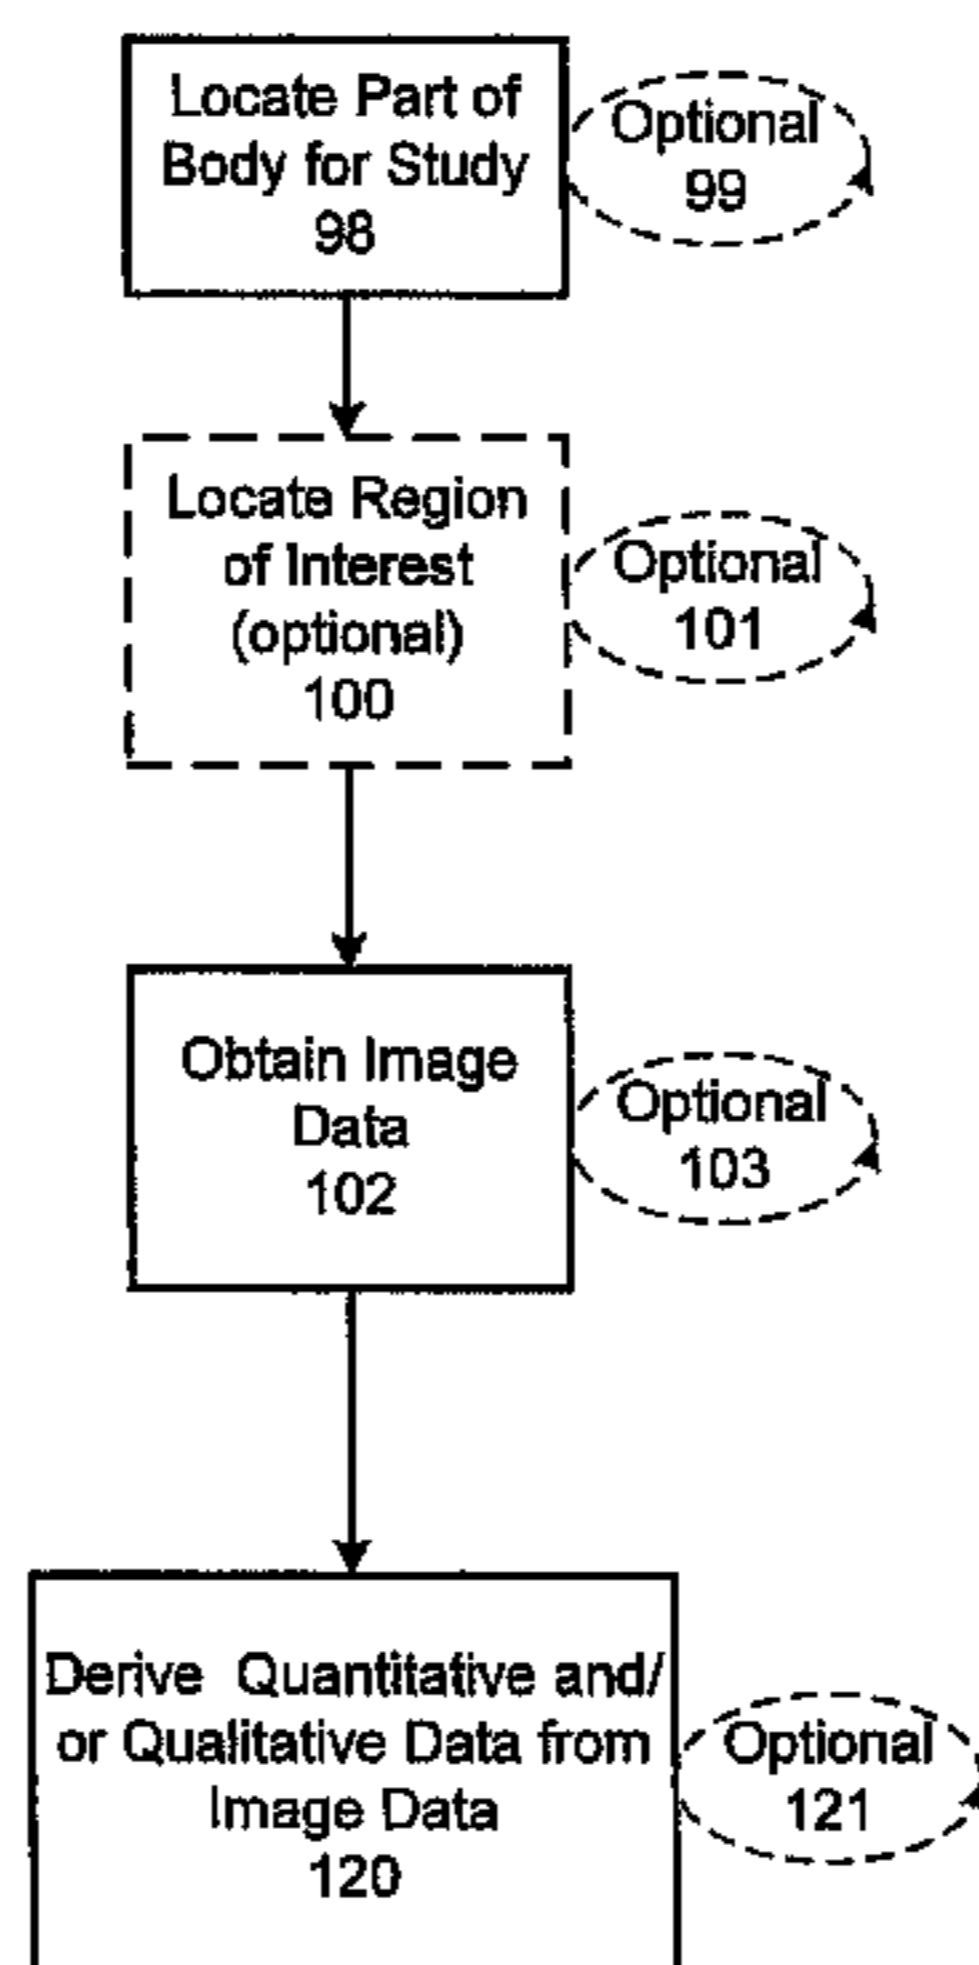 Locate Part of
Body for Study
98
Optional
99
Locate Region
of Interest
(optional)
100
Optional
101
Obtain Image
Data
102
Optional
103
Derive Quantitative and/
or Qualitative Data from
Image Data
120
Optional
121